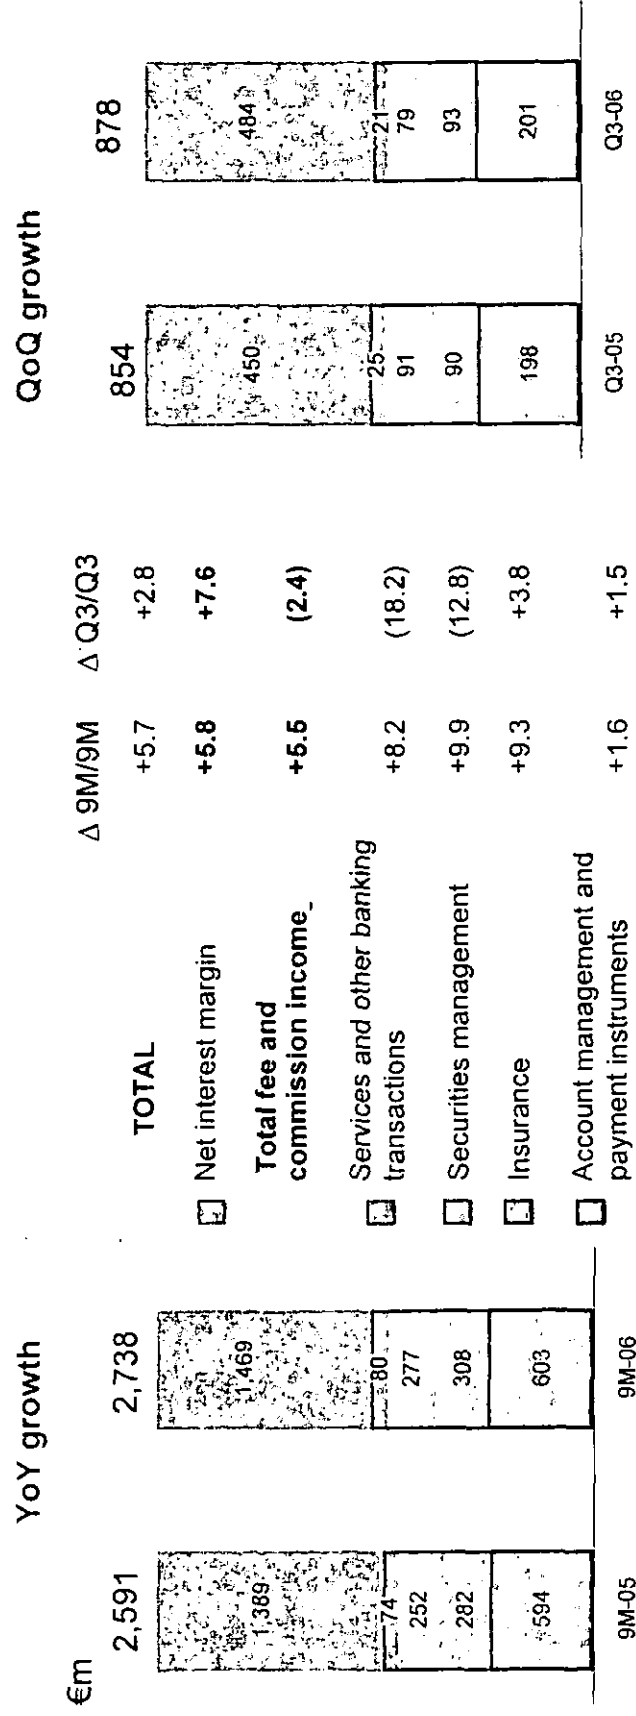 YoY growth
€m
2,591
2,738
1,389
1,469
74
80
252
277
282
308
594
603
9M-05
9M-06
Δ 9M/9M
Δ Q3/Q3
TOTAL
+5.7
+2.8
Net interest margin
+5.8
+7.6
Total fee and
commission income
+5.5
(2.4)
Services and other banking
transactions
+8.2
(18.2)
Securities management
+9.9
(12.8)
Insurance
+9.3
+3.8
Account management and
payment instruments
+1.6
+1.5
QoQ growth
854
878
450
484
25
21
91
79
90
93
198
201
Q3-05
Q3-06